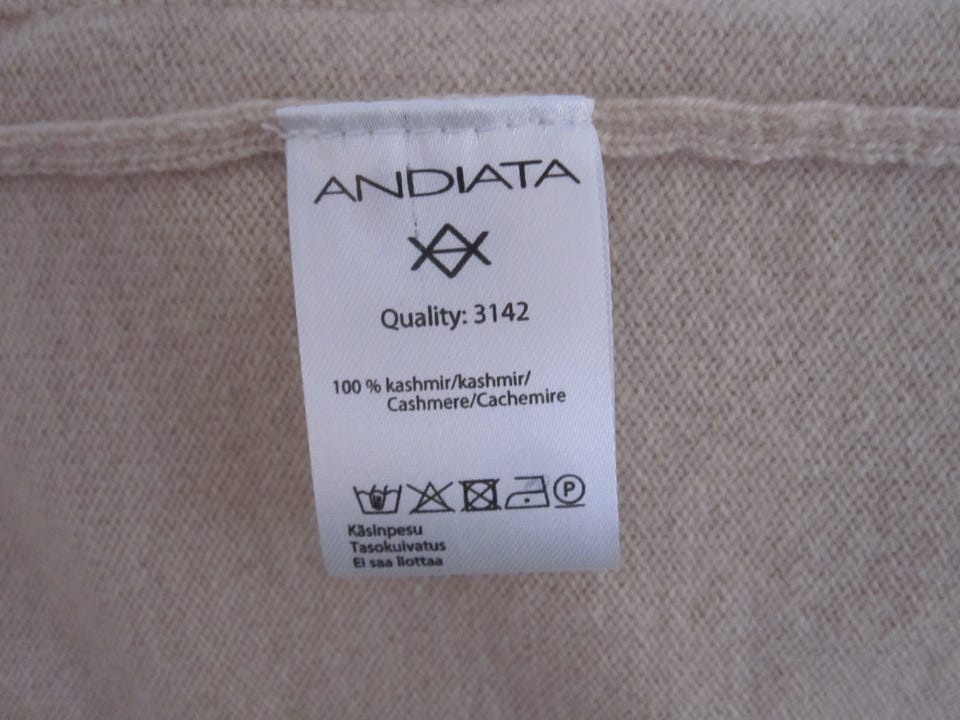 ANDIATA
Quality: 3142
100 % kashmir/kashmir/
Cashmere/Cachemire
P
Käsinpesu
Tasokuivatus
Ei saa liottaa